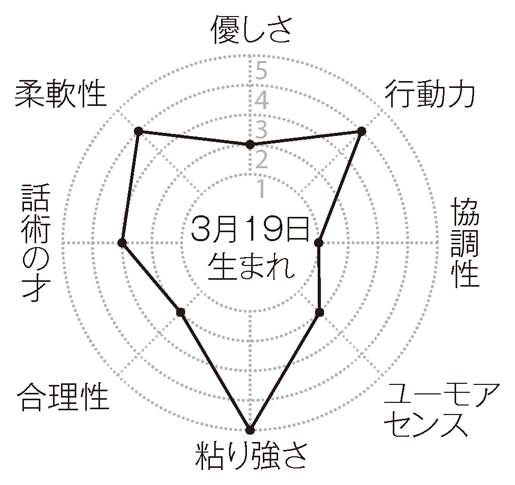 優しさ
行動力
協調性
ユーモア
センス
粘り強さ
合理性
話術の才
柔軟性
5
4
3
2
1
3月19日
生まれ